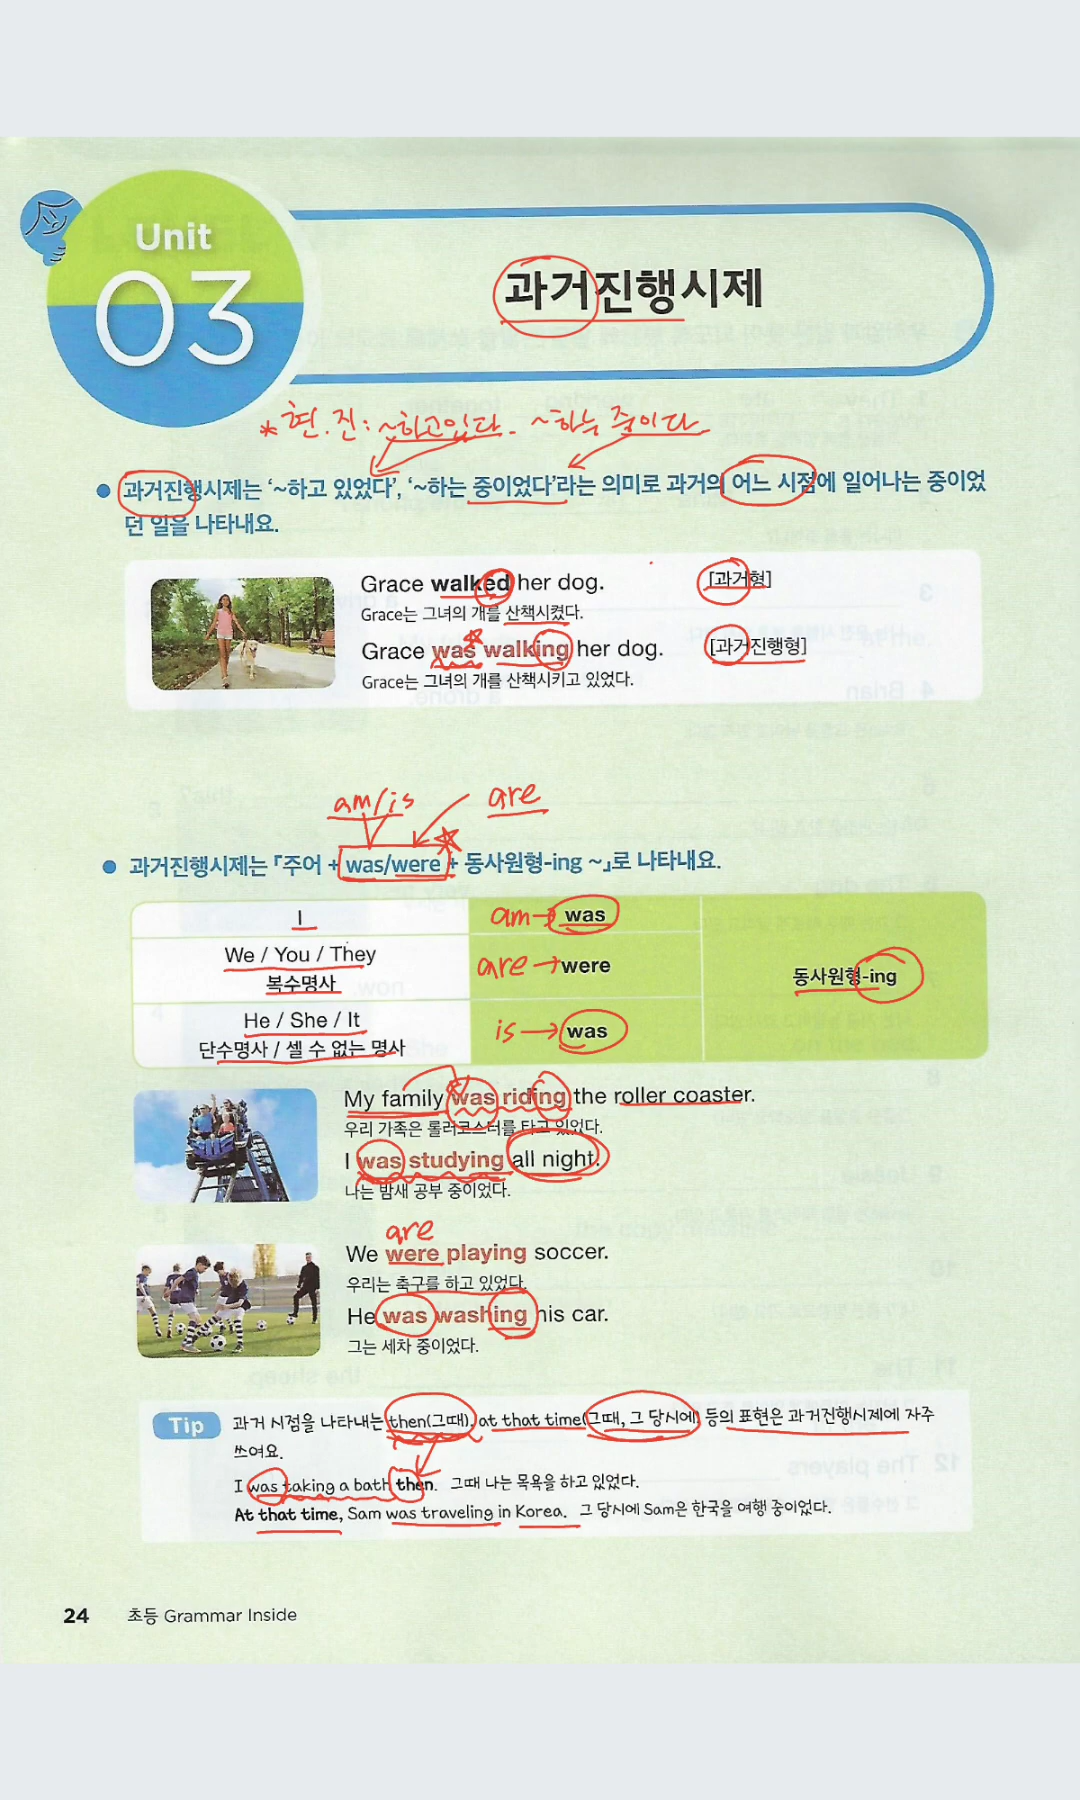 Unit
03
과거진행시제
* 현.진: ~하고있다. ~하는 중이다.
과거진행시제는 ‘~하고 있었다’, ‘~하는 중이었다’라는 의미로 과거의 어느 시점에 일어나는 중이었
던 일을 나타내요.
Grace walked her dog. [과거형]
Grace는 그녀의 개를 산책시켰다.
Grace was walking her dog. [과거진행형]
Grace는 그녀의 개를 산책시키고 있었다.
am/is are
과거진행시제는 『주어 + was/were + 동사원형-ing ~』로 나타내요.
I am → was
We / You / They are → were
복수명사
동사원형-ing
He / She / It is → was
단수명사 / 셀 수 없는 명사
My family was riding the roller coaster.
우리 가족은 롤러코스터를 타고 있었다.
I was studying all night.
나는 밤새 공부 중이었다.
are
We were playing soccer.
우리는 축구를 하고 있었다.
He was washing his car.
그는 세차 중이었다.
Tip 과거 시점을 나타내는 then(그때), at that time(그때, 그 당시에) 등의 표현은 과거진행시제에 자주
쓰여요.
I was taking a bath then. 그때 나는 목욕을 하고 있었다.
At that time, Sam was traveling in Korea. 그 당시에 Sam은 한국을 여행 중이었다.
24 초등 Grammar Inside